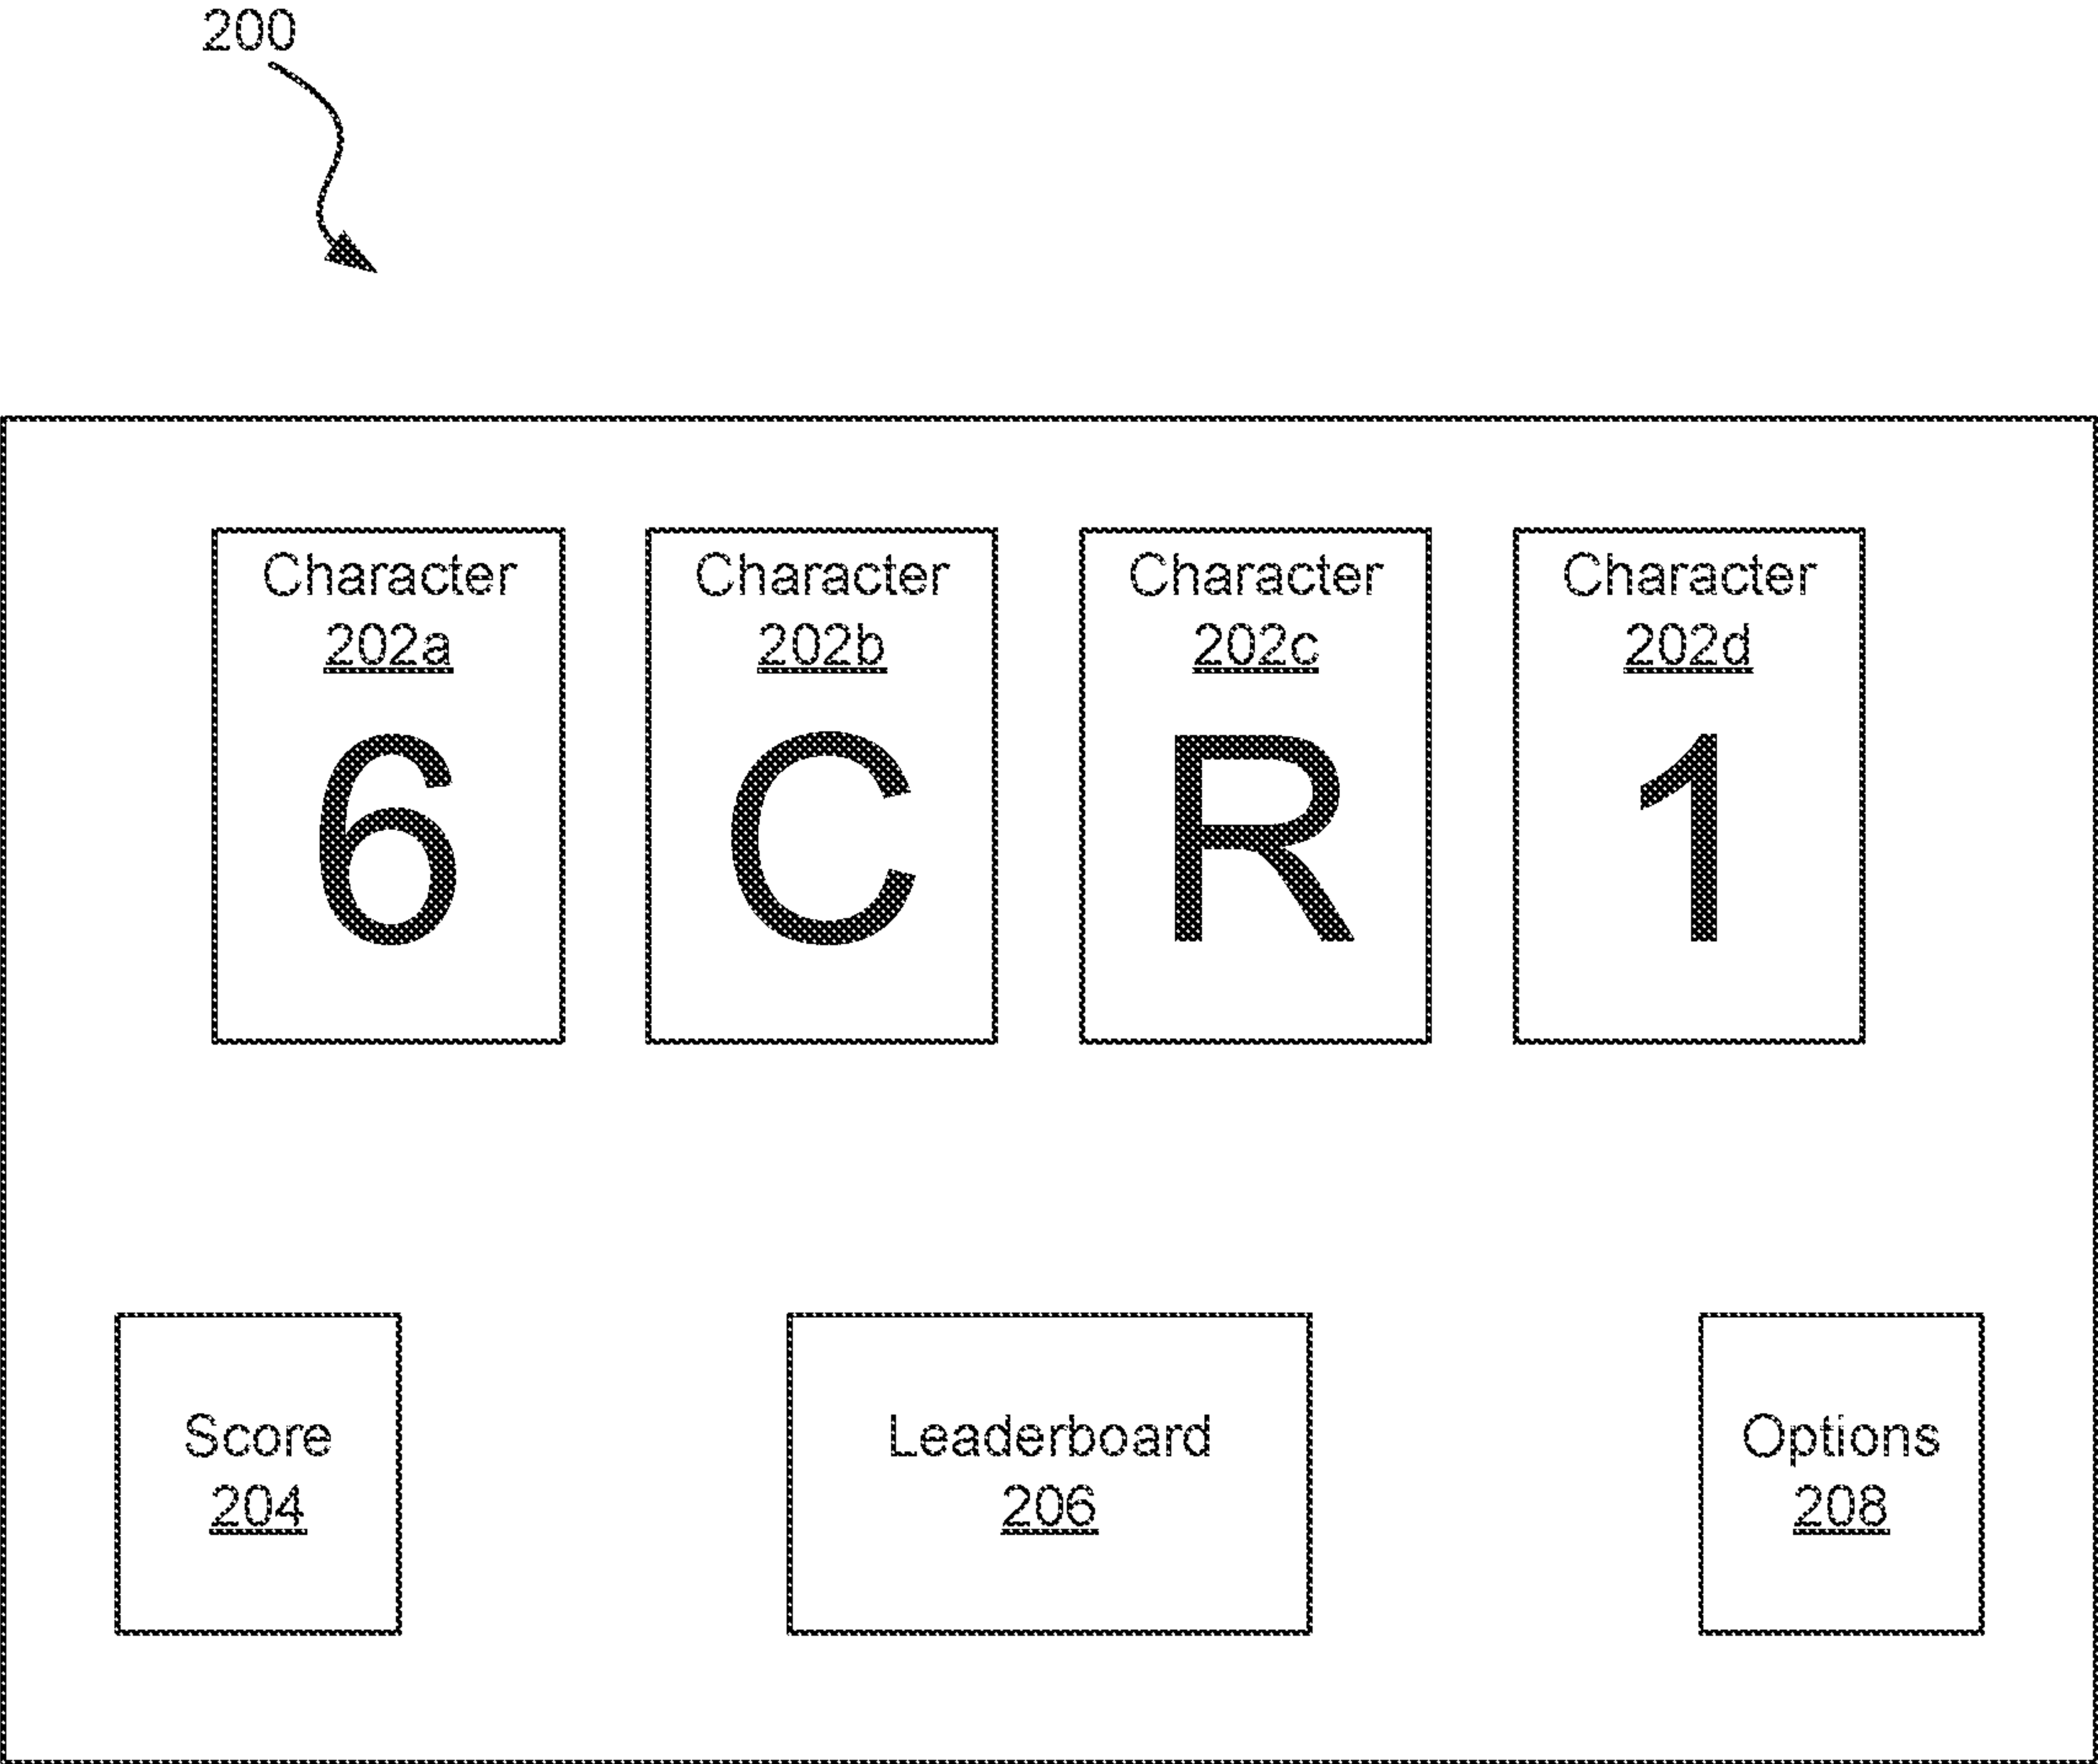 200
Character Character Character Character
202a 202b 202c 202d
6 C R 1
Score Leaderboard Options
204 206 208